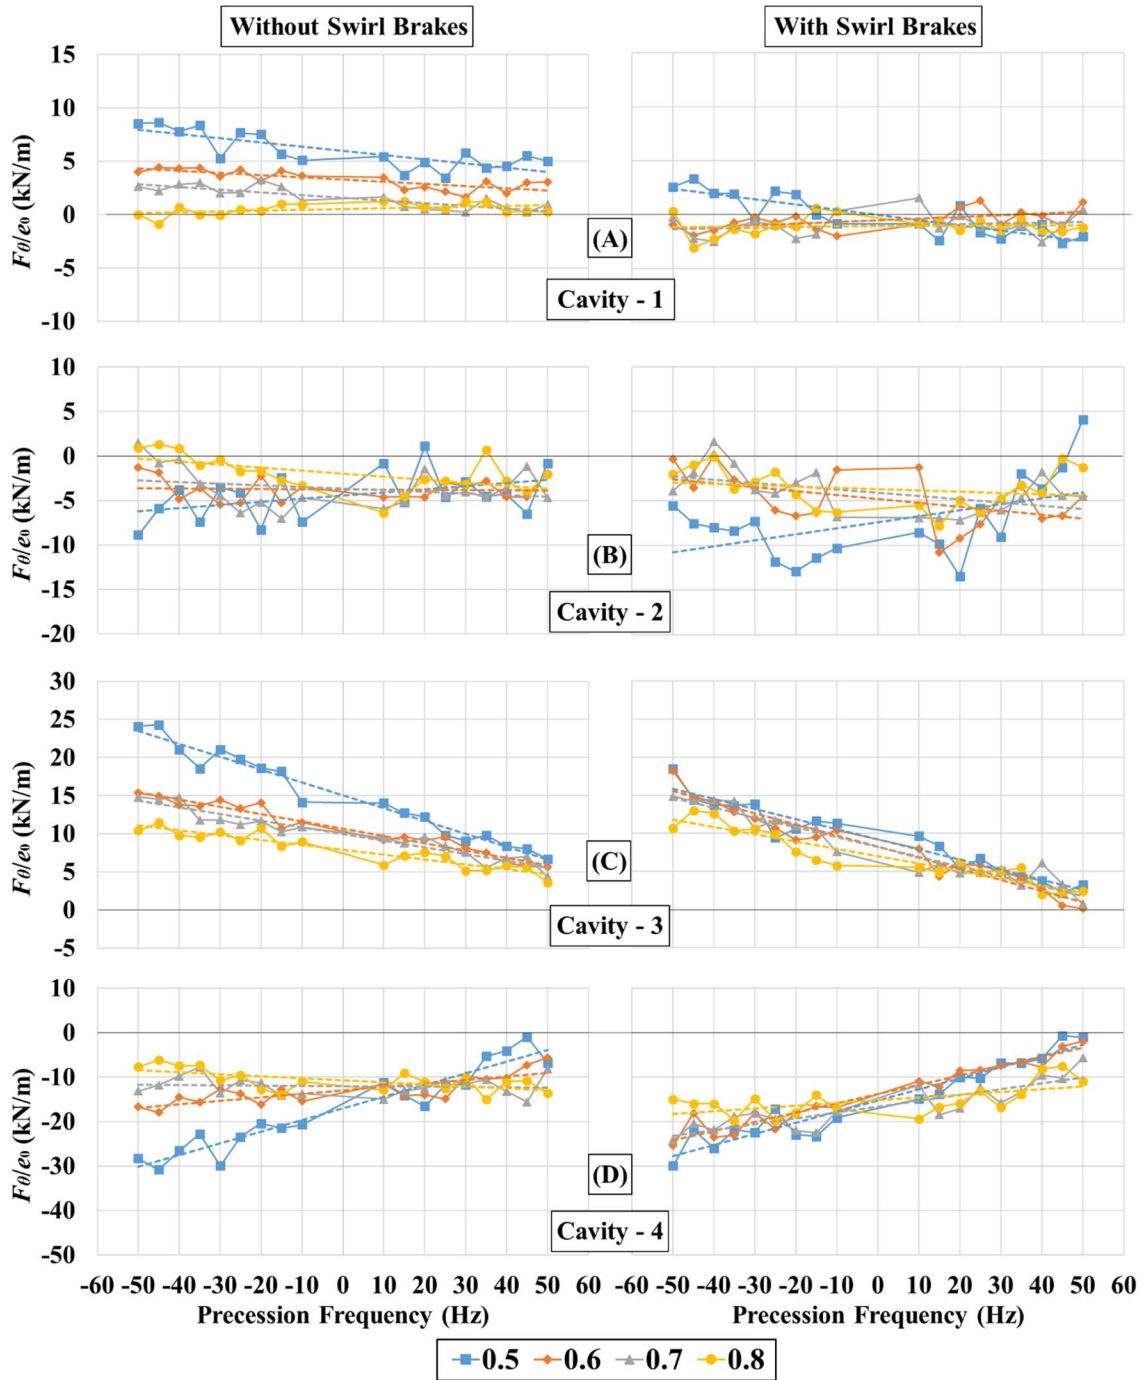 Without Swirl Brakes
With Swirl Brakes
15
10
5
0
-5
-10
Fθ/e₀ (kN/m)
(A)
Cavity - 1
10
5
0
-5
-10
-15
-20
Fθ/e₀ (kN/m)
(B)
Cavity - 2
30
25
20
15
10
5
0
-5
Fθ/e₀ (kN/m)
(C)
Cavity - 3
10
0
-10
-20
-30
-40
-50
Fθ/e₀ (kN/m)
(D)
Cavity - 4
-60 -50 -40 -30 -20 -10 0 10 20 30 40 50 60
-60 -50 -40 -30 -20 -10 0 10 20 30 40 50 60
Precession Frequency (Hz)
Precession Frequency (Hz)
0.5 0.6 0.7 0.8